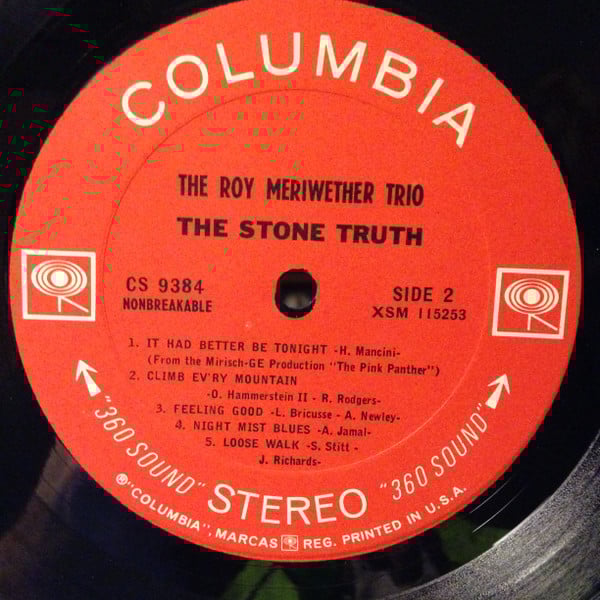 COLUMBIA
THE ROY MERIWETHER TRIO
THE STONE TRUTH
CS 9384
NONBREAKABLE
SIDE 2
XSM 115253
1. IT HAD BETTER BE TONIGHT -H. Mancini-
(From the Mirisch-GE Production "The Pink Panther")
2. CLIMB EV'RY MOUNTAIN
-O. Hammerstein II - R. Rodgers-
3. FEELING GOOD -L. Bricusse - A. Newley-
4. NIGHT MIST BLUES -A. Jamal-
5. LOOSE WALK -S. Stitt -
J. Richards-
"360 SOUND" STEREO "360 SOUND"
®"COLUMBIA", MARCAS REG. PRINTED IN U.S.A.